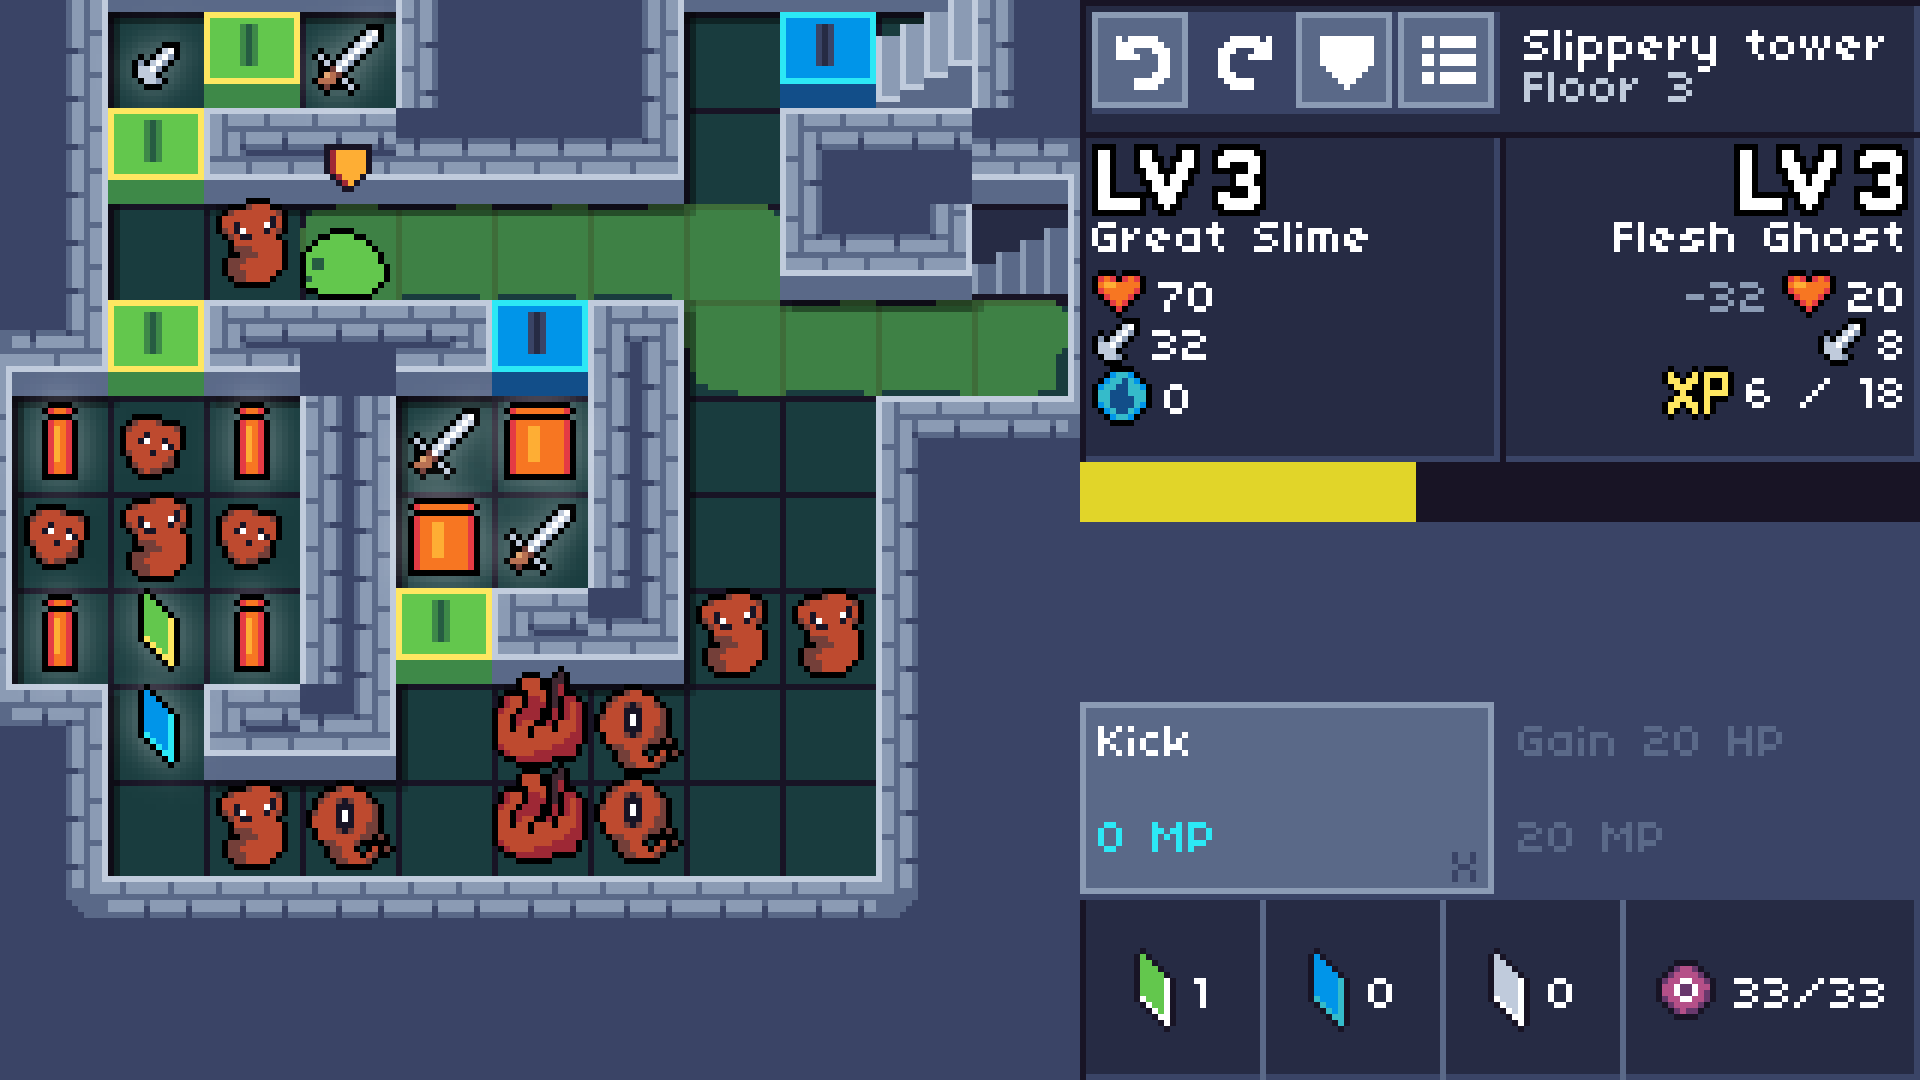 Slippery tower
Floor 3
LV 3
Great Slime
70
32
0
LV 3
Flesh Ghost
-32 20
8
XP 6 / 18
Kick
0 MP
X
Gain 20 HP
20 MP
1
0
0
33/33